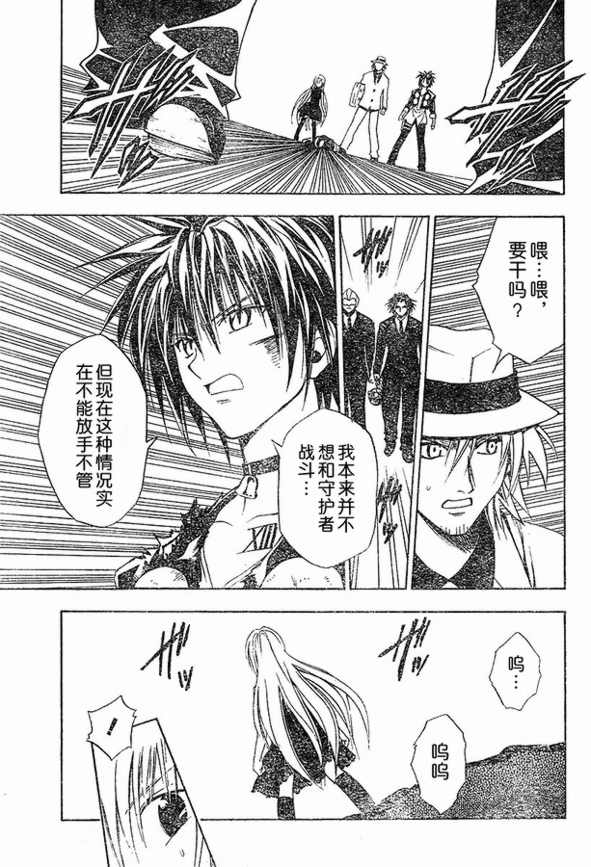 喂…喂，
要干吗？
我本来并不
想和守护者
战斗…
但现在这种情况实
在不能放手不管
呜…
呜
呜
！